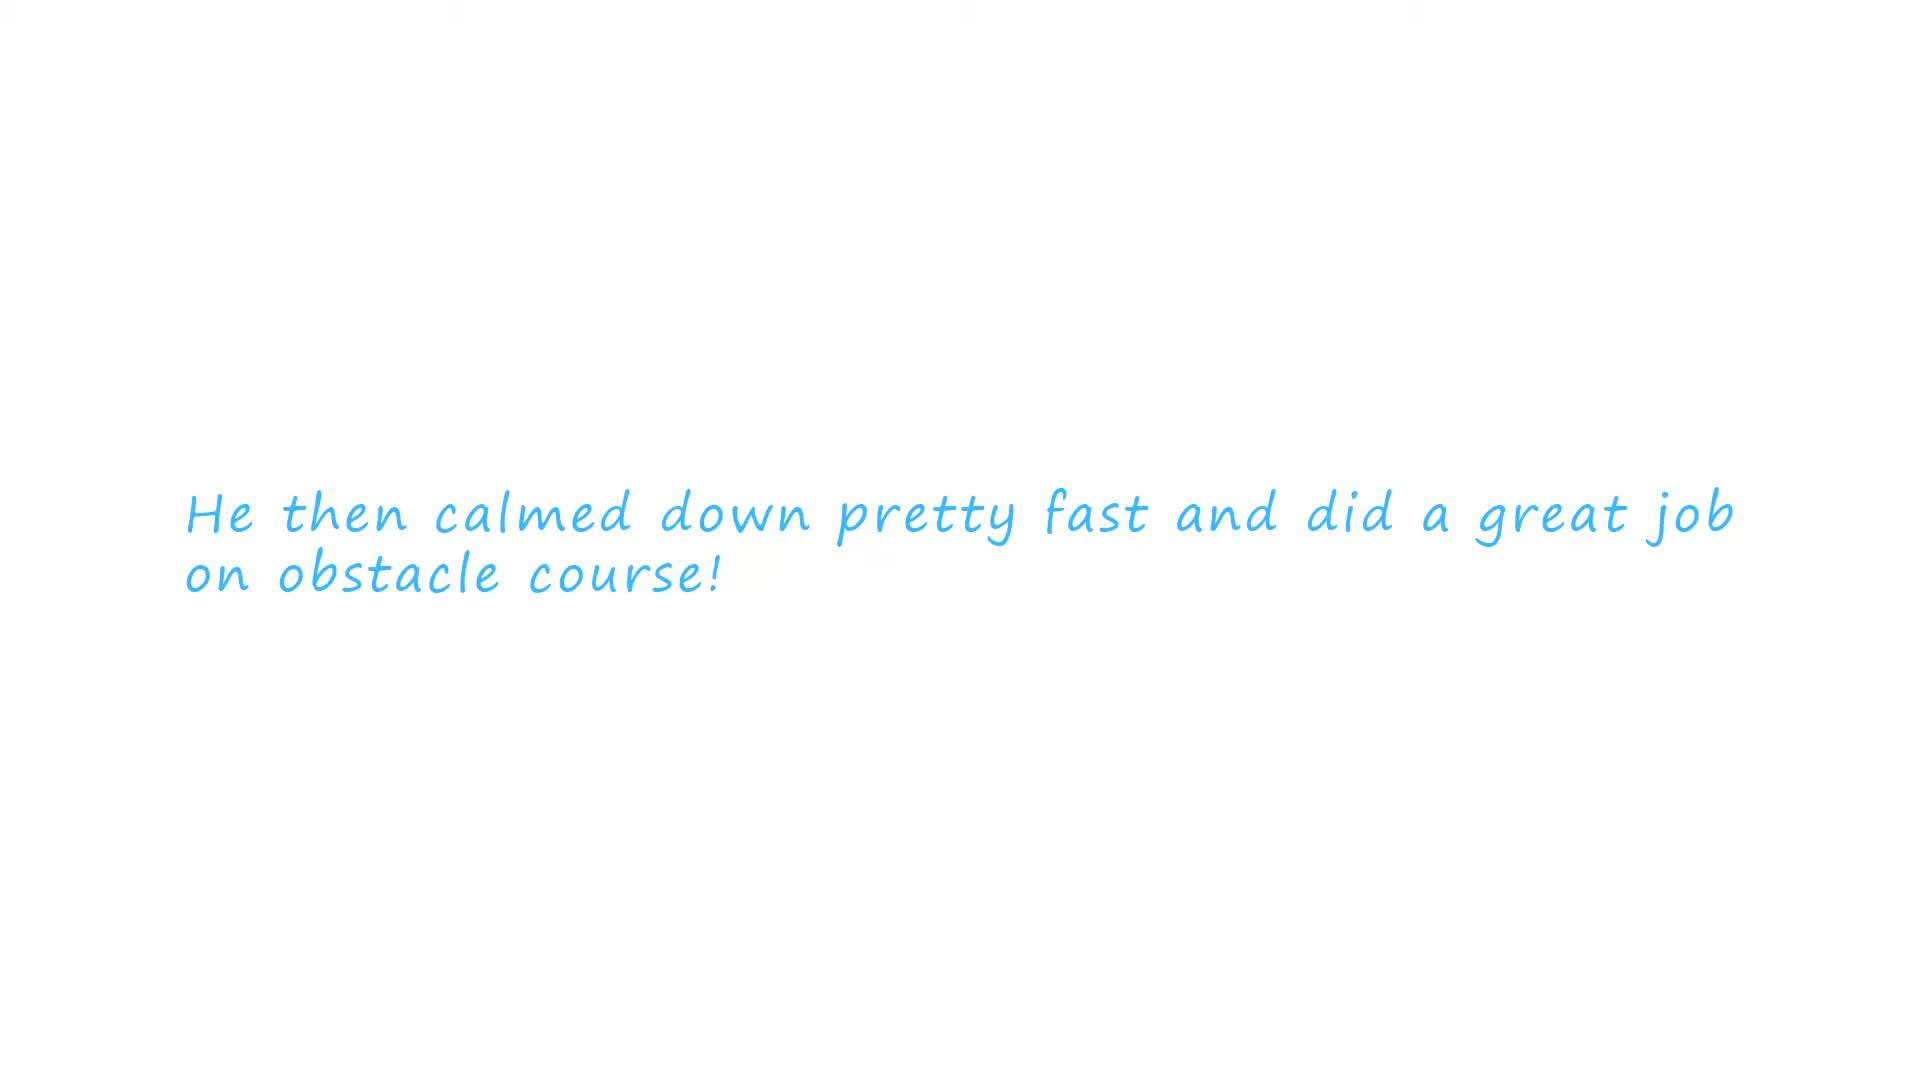 He then calmed down pretty fast and did a great job
on obstacle course!